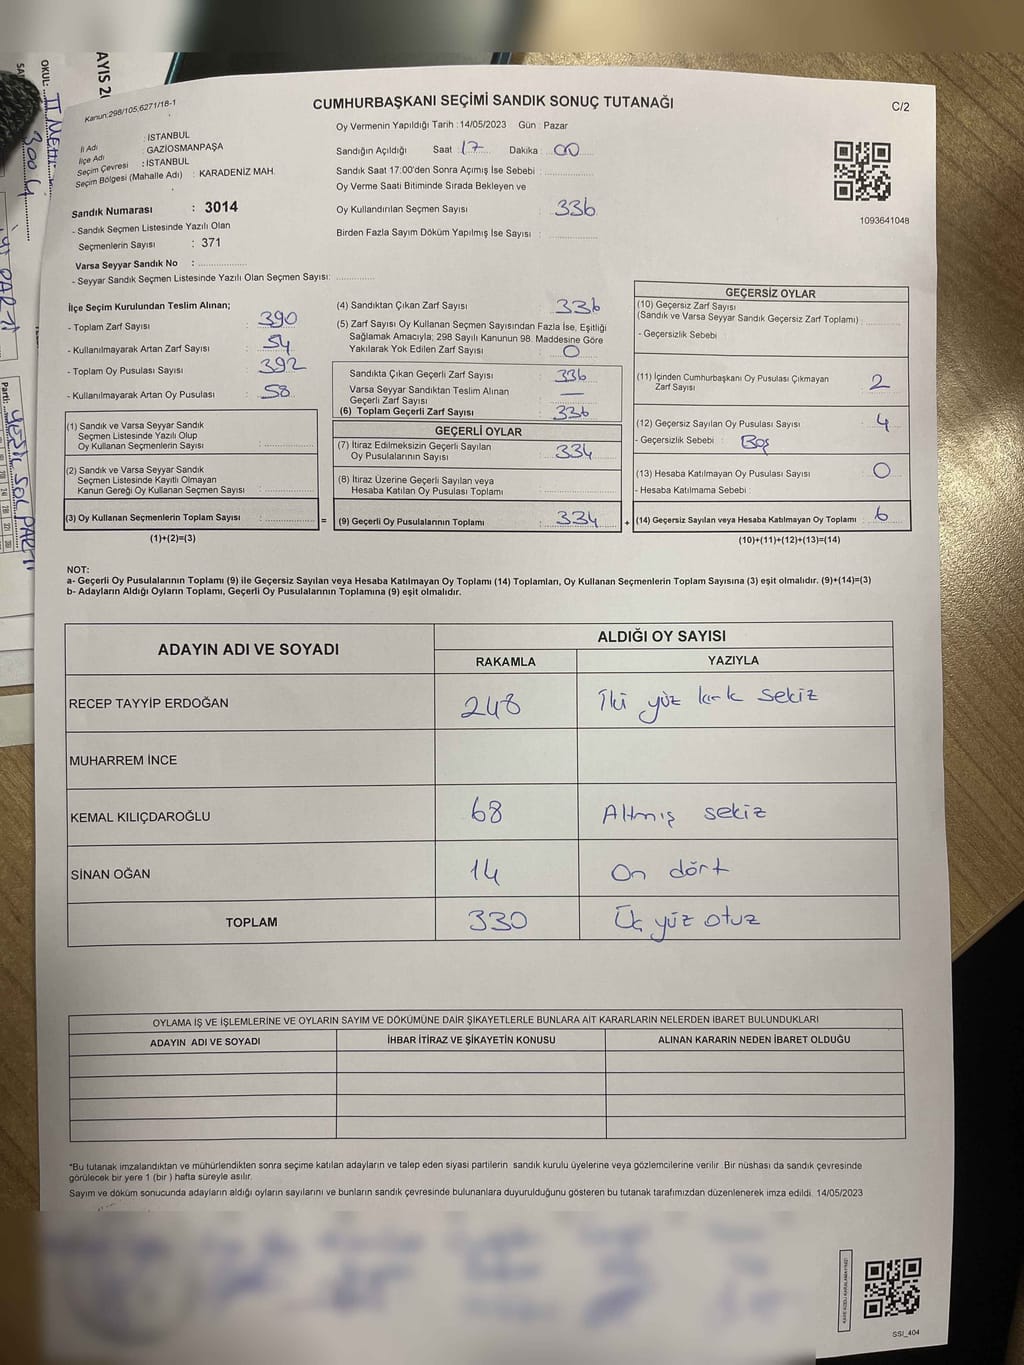 AYIS 2
OKUL:
3004
Kanun:298/105,6271/18-1
CUMHURBAŞKANI SEÇİMİ SANDIK SONUÇ TUTANAĞI
C/2
Oy Vermenin Yapıldığı Tarih :14/05/2023 Gün : Pazar
İl Adı : İSTANBUL
İlçe Adı : GAZİOSMANPAŞA
Seçim Çevresi : İSTANBUL
Seçim Bölgesi (Mahalle Adı) : KARADENİZ MAH.
Sandığın Açıldığı Saat :17 Dakika :00
Sandık Saat 17:00'den Sonra Açımış İse Sebebi :
Oy Verme Saati Bitiminde Sırada Bekleyen ve
Oy Kullandırılan Seçmen Sayısı : 336
Birden Fazla Sayım Döküm Yapılmış İse Sayısı :
1093641048
Sandık Numarası : 3014
- Sandık Seçmen Listesinde Yazılı Olan
Seçmenlerin Sayısı : 371
Varsa Seyyar Sandık No :
- Seyyar Sandık Seçmen Listesinde Yazılı Olan Seçmen Sayısı:
İlçe Seçim Kurulundan Teslim Alınan;
- Toplam Zarf Sayısı : 390
- Kullanılmayarak Artan Zarf Sayısı : 54
- Toplam Oy Pusulası Sayısı : 392
- Kullanılmayarak Artan Oy Pusulası : 58
(1) Sandık ve Varsa Seyyar Sandık
Seçmen Listesinde Yazılı Olup
Oy Kullanan Seçmenlerin Sayısı :
(2) Sandık ve Varsa Seyyar Sandık
Seçmen Listesinde Kayıtlı Olmayan
Kanun Gereği Oy Kullanan Seçmen Sayısı :
(3) Oy Kullanan Seçmenlerin Toplam Sayısı :
(1)+(2)=(3)
(4) Sandıktan Çıkan Zarf Sayısı : 336
(5) Zarf Sayısı Oy Kullanan Seçmen Sayısından Fazla İse, Eşitliği
Sağlamak Amacıyla; 298 Sayılı Kanunun 98. Maddesine Göre
Yakılarak Yok Edilen Zarf Sayısı : 0
Sandıkta Çıkan Geçerli Zarf Sayısı : 336
Varsa Seyyar Sandıktan Teslim Alınan
Geçerli Zarf Sayısı : —
(6) Toplam Geçerli Zarf Sayısı : 336
GEÇERLİ OYLAR
(7) İtiraz Edilmeksizin Geçerli Sayılan
Oy Pusulalarının Sayısı : 334
(8) İtiraz Üzerine Geçerli Sayılan veya
Hesaba Katılan Oy Pusulası Toplamı :
= (9) Geçerli Oy Pusulalarının Toplamı : 334
GEÇERSİZ OYLAR
(10) Geçersiz Zarf Sayısı
(Sandık ve Varsa Seyyar Sandık Geçersiz Zarf Toplamı) :
- Geçersizlik Sebebi :
(11) İçinden Cumhurbaşkanı Oy Pusulası Çıkmayan
Zarf Sayısı : 2
(12) Geçersiz Sayılan Oy Pusulası Sayısı : 4
- Geçersizlik Sebebi : Boş
(13) Hesaba Katılmayan Oy Pusulası Sayısı : 0
- Hesaba Katılmama Sebebi :
+ (14) Geçersiz Sayılan veya Hesaba Katılmayan Oy Toplamı : 6
(10)+(11)+(12)+(13)=(14)
NOT:
a- Geçerli Oy Pusulalarının Toplamı (9) ile Geçersiz Sayılan veya Hesaba Katılmayan Oy Toplamı (14) Toplamları, Oy Kullanan Seçmenlerin Toplam Sayısına (3) eşit olmalıdır. (9)+(14)=(3)
b- Adayların Aldığı Oyların Toplamı, Geçerli Oy Pusulalarının Toplamına (9) eşit olmalıdır.
ADAYIN ADI VE SOYADI
ALDIĞI OY SAYISI
RAKAMLA YAZIYLA
RECEP TAYYİP ERDOĞAN 248 İki yüz kırk sekiz
MUHARREM İNCE
KEMAL KILIÇDAROĞLU 68 Altmış sekiz
SİNAN OĞAN 14 On dört
TOPLAM 330 Üç yüz otuz
OYLAMA İŞ VE İŞLEMLERİNE VE OYLARIN SAYIM VE DÖKÜMÜNE DAİR ŞİKAYETLERLE BUNLARA AİT KARARLARIN NELERDEN İBARET BULUNDUKLARI
ADAYIN ADI VE SOYADI İHBAR İTİRAZ VE ŞİKAYETİN KONUSU ALINAN KARARIN NEDEN İBARET OLDUĞU
*Bu tutanak imzalandıktan ve mühürlendikten sonra seçime katılan adayların ve talep eden siyasi partilerin sandık kurulu üyelerine veya gözlemcilerine verilir .Bir nüshası da sandık çevresinde
görülecek bir yere 1 (bir ) hafta süreyle asılır.
Sayım ve döküm sonucunda adayların aldığı oyların sayılarını ve bunların sandık çevresinde bulunanlara duyurulduğunu gösteren bu tutanak tarafımızdan düzenlenerek imza edildi. 14/05/2023
SSI_404
Parti:
YEŞİL SOL PARTİ